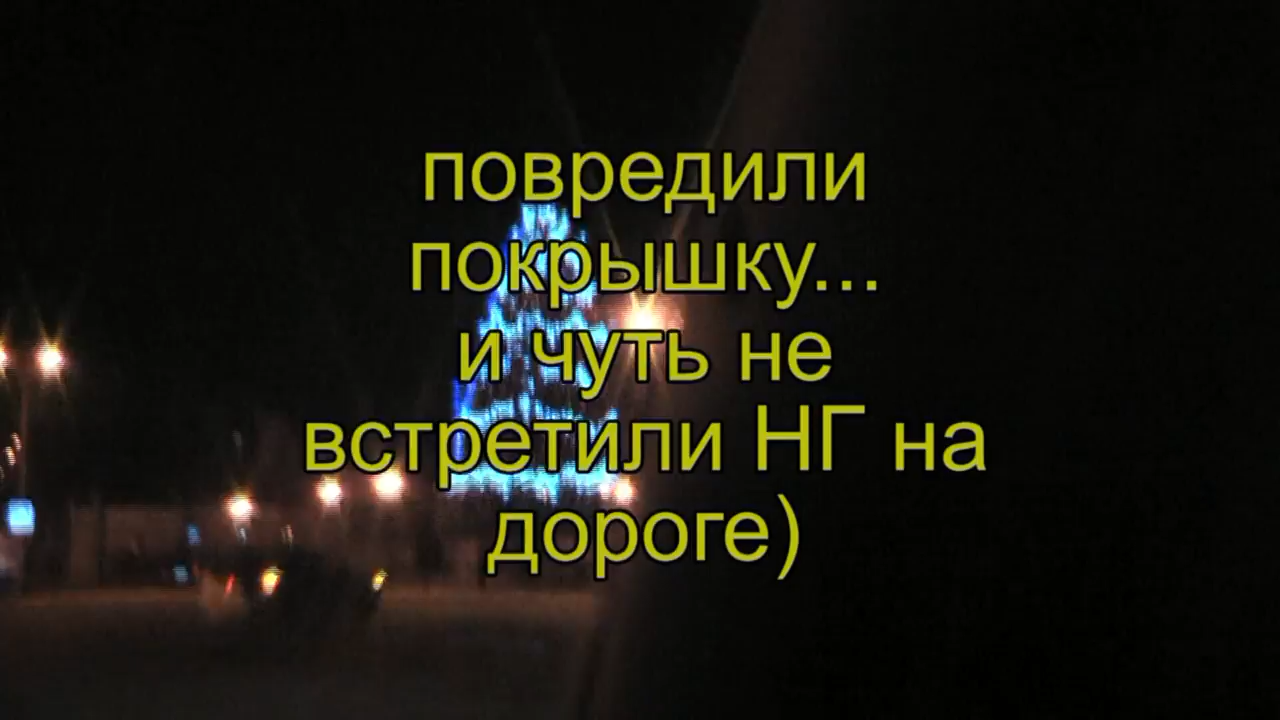 повредили
покрышку...
и чуть не
встретили НГ на
дороге)